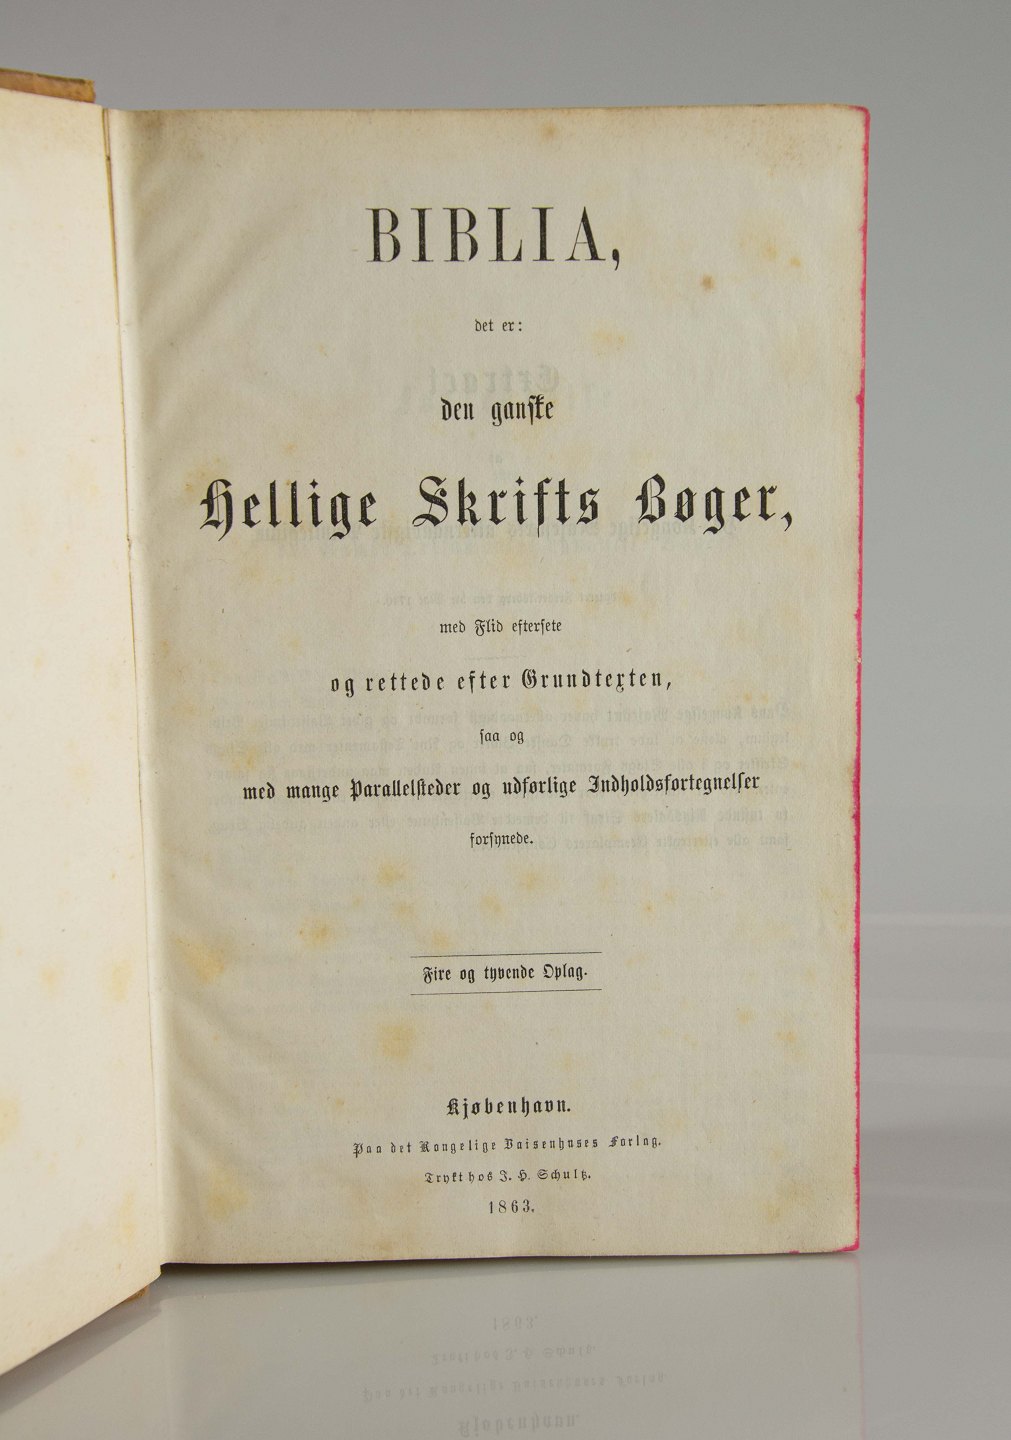 BIBLIA,
det er:
den ganske
Hellige Skrifts Bøger,
med Flid eftersete
og rettede efter Grundtexten,
saa og
med mange Parallelsteder og udførlige Indholdsfortegnelser
forsynede.
Fire og tyvende Oplag.
Kjøbenhavn.
Paa det Kongelige Vaisenhuses Forlag.
Trykt hos J. H. Schultz.
1863.